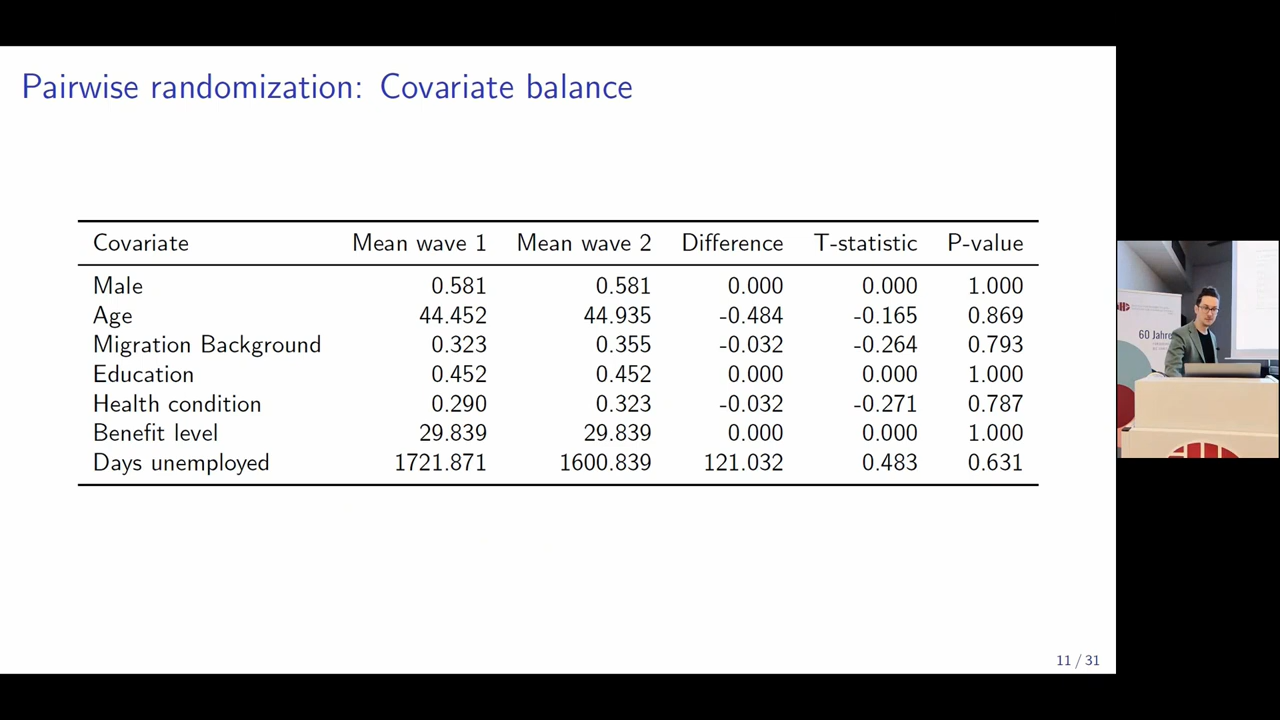 Pairwise randomization: Covariate balance
Covariate Mean wave 1 Mean wave 2 Difference T-statistic P-value
Male 0.581 0.581 0.000 0.000 1.000
Age 44.452 44.935 -0.484 -0.165 0.869
Migration Background 0.323 0.355 -0.032 -0.264 0.793
Education 0.452 0.452 0.000 0.000 1.000
Health condition 0.290 0.323 -0.032 -0.271 0.787
Benefit level 29.839 29.839 0.000 0.000 1.000
Days unemployed 1721.871 1600.839 121.032 0.483 0.631
11 / 31
60 Jahre